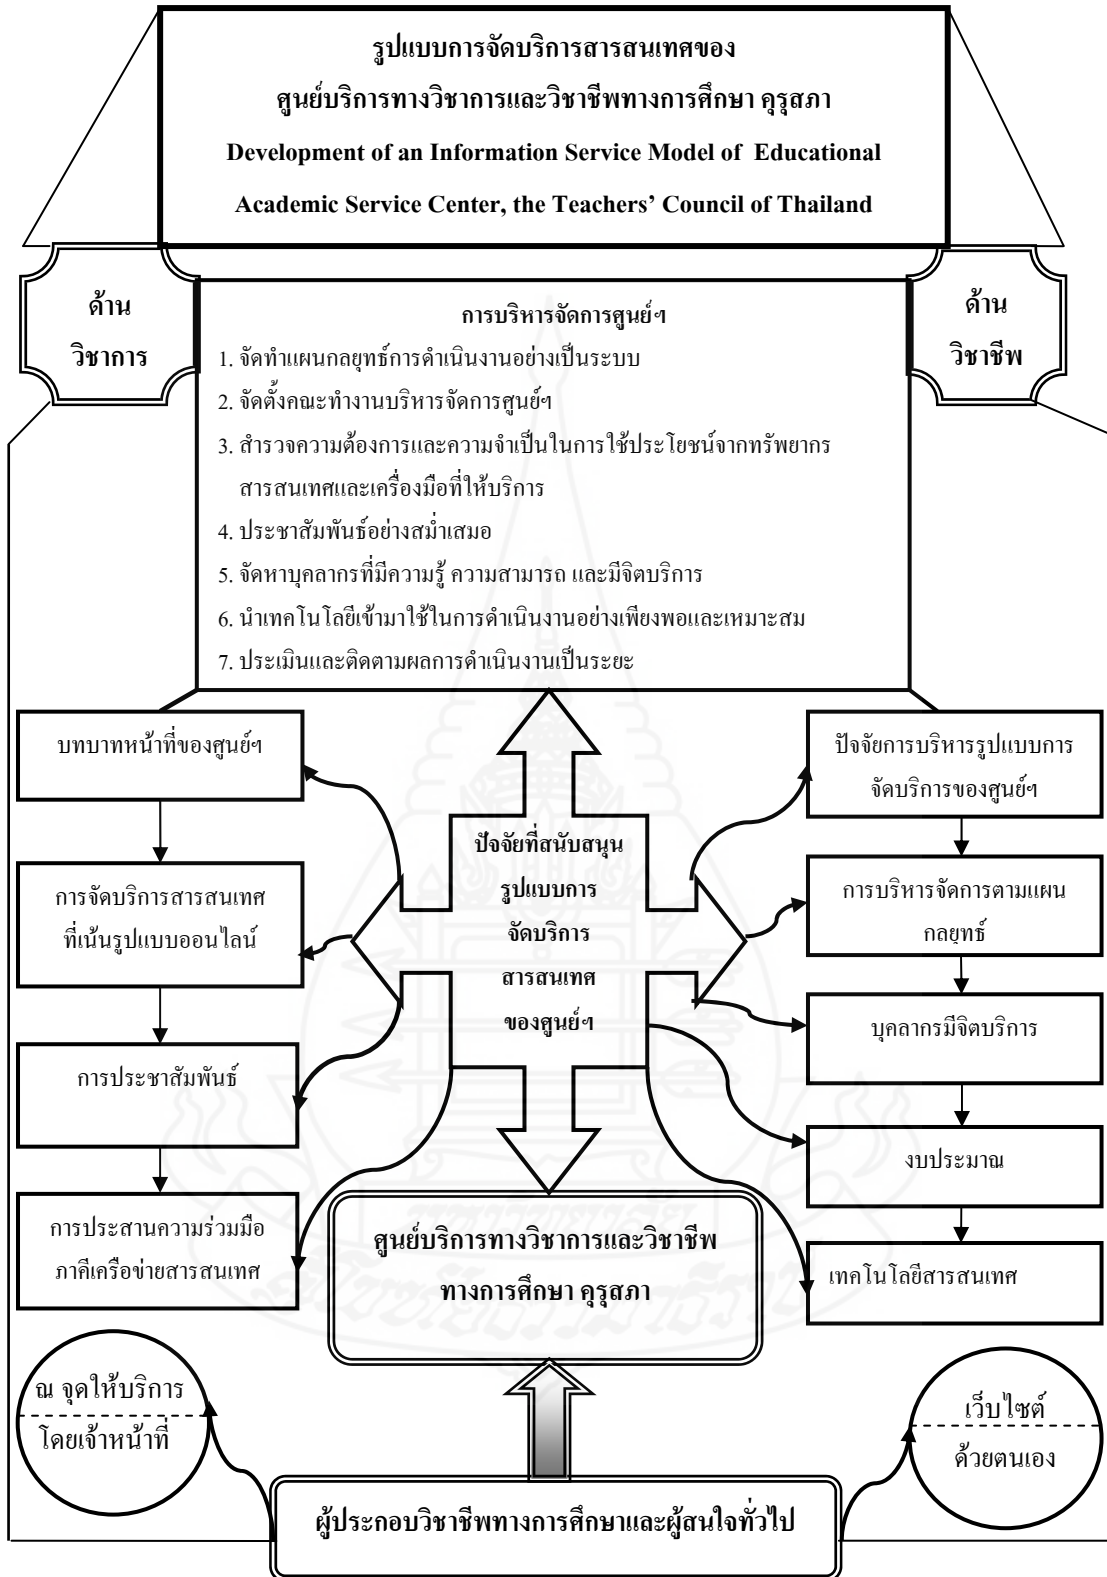 รูปแบบการจัดบริการสารสนเทศของ
ศูนย์บริการทางวิชาการและวิชาชีพทางการศึกษา คุรุสภา
Development of an Information Service Model of Educational
Academic Service Center, the Teachers’ Council of Thailand
ด้าน
วิชาการ
ด้าน
วิชาชีพ
การบริหารจัดการศูนย์ฯ
1. จัดทำแผนกลยุทธ์การดำเนินงานอย่างเป็นระบบ
2. จัดตั้งคณะทำงานบริหารจัดการศูนย์ฯ
3. สำรวจความต้องการและความจำเป็นในการใช้ประโยชน์จากทรัพยากร
สารสนเทศและเครื่องมือที่ให้บริการ
4. ประชาสัมพันธ์อย่างสม่ำเสมอ
5. จัดหาบุคลากรที่มีความรู้ ความสามารถ และมีจิตบริการ
6. นำเทคโนโลยีเข้ามาใช้ในการดำเนินงานอย่างเพียงพอและเหมาะสม
7. ประเมินและติดตามผลการดำเนินงานเป็นระยะ
บทบาทหน้าที่ของศูนย์ฯ
การจัดบริการสารสนเทศ
ที่เน้นรูปแบบออนไลน์
การประชาสัมพันธ์
การประสานความร่วมมือ
ภาคีเครือข่ายสารสนเทศ
ปัจจัยที่สนับสนุน
รูปแบบการ
จัดบริการ
สารสนเทศ
ของศูนย์ฯ
ปัจจัยการบริหารรูปแบบการ
จัดบริการของศูนย์ฯ
การบริหารจัดการตามแผน
กลยุทธ์
บุคลากรมีจิตบริการ
งบประมาณ
เทคโนโลยีสารสนเทศ
ศูนย์บริการทางวิชาการและวิชาชีพ
ทางการศึกษา คุรุสภา
ณ จุดให้บริการ
โดยเจ้าหน้าที่
เว็บไซต์
ด้วยตนเอง
ผู้ประกอบวิชาชีพทางการศึกษาและผู้สนใจทั่วไป